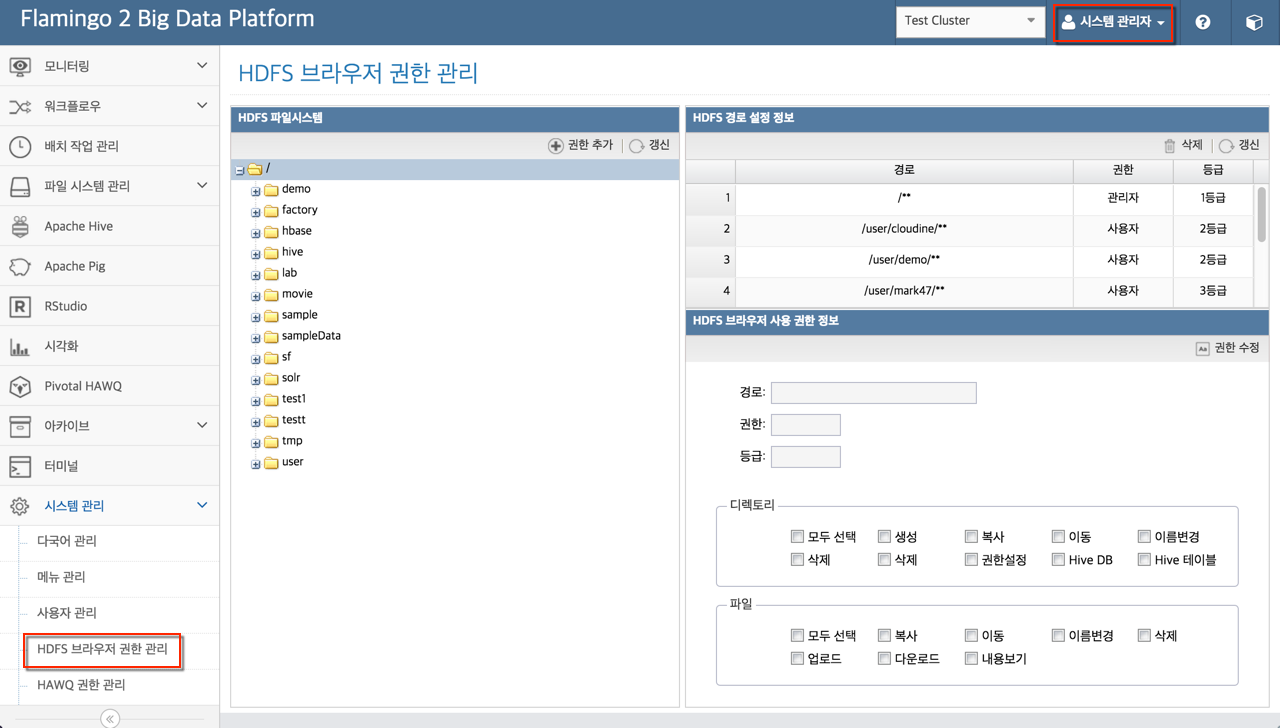 Flamingo 2 Big Data Platform
Test Cluster
시스템 관리자
모니터링
워크플로우
배치 작업 관리
파일 시스템 관리
Apache Hive
Apache Pig
RStudio
시각화
Pivotal HAWQ
아카이브
터미널
시스템 관리
다국어 관리
메뉴 관리
사용자 관리
HDFS 브라우저 권한 관리
HAWQ 권한 관리
HDFS 브라우저 권한 관리
HDFS 파일시스템
권한 추가 갱신
/
demo
factory
hbase
hive
lab
movie
sample
sampleData
sf
solr
test1
testt
tmp
user
HDFS 경로 설정 정보
삭제 갱신
경로 권한 등급
1 /** 관리자 1등급
2 /user/cloudine/** 사용자 2등급
3 /user/demo/** 사용자 2등급
4 /user/mark47/** 사용자 3등급
HDFS 브라우저 사용 권한 정보
Aa 권한 수정
경로:
권한:
등급:
디렉토리
모두 선택 생성 복사 이동 이름변경
삭제 삭제 권한설정 Hive DB Hive 테이블
파일
모두 선택 복사 이동 이름변경 삭제
업로드 다운로드 내용보기